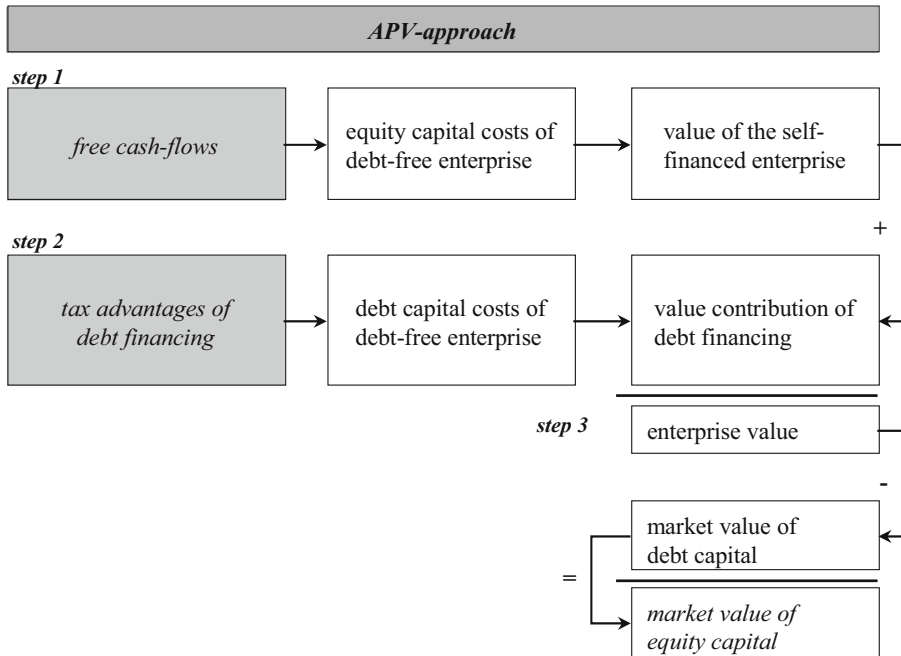 APV-approach
step 1
free cash-flows
equity capital costs of
debt-free enterprise
value of the self-
financed enterprise
+
step 2
tax advantages of
debt financing
debt capital costs of
debt-free enterprise
value contribution of
debt financing
step 3
enterprise value
-
market value of
debt capital
=
market value of
equity capital